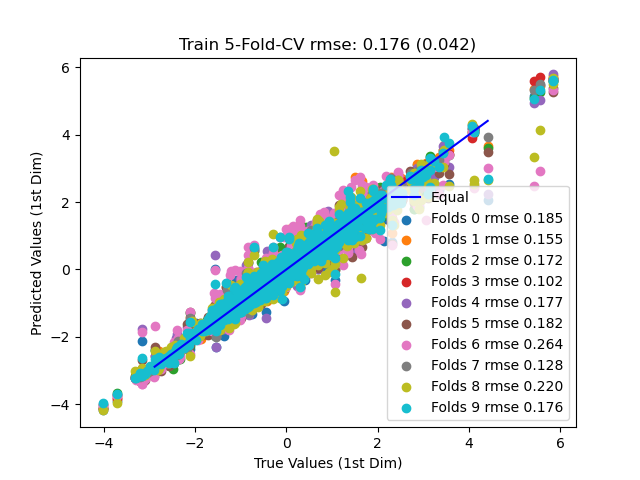 Train 5-Fold-CV rmse: 0.176 (0.042)
6
4
2
0
−2
−4
Predicted Values (1st Dim)
Equal
Folds 0 rmse 0.185
Folds 1 rmse 0.155
Folds 2 rmse 0.172
Folds 3 rmse 0.102
Folds 4 rmse 0.177
Folds 5 rmse 0.182
Folds 6 rmse 0.264
Folds 7 rmse 0.128
Folds 8 rmse 0.220
Folds 9 rmse 0.176
−4 −2 0 2 4 6
True Values (1st Dim)